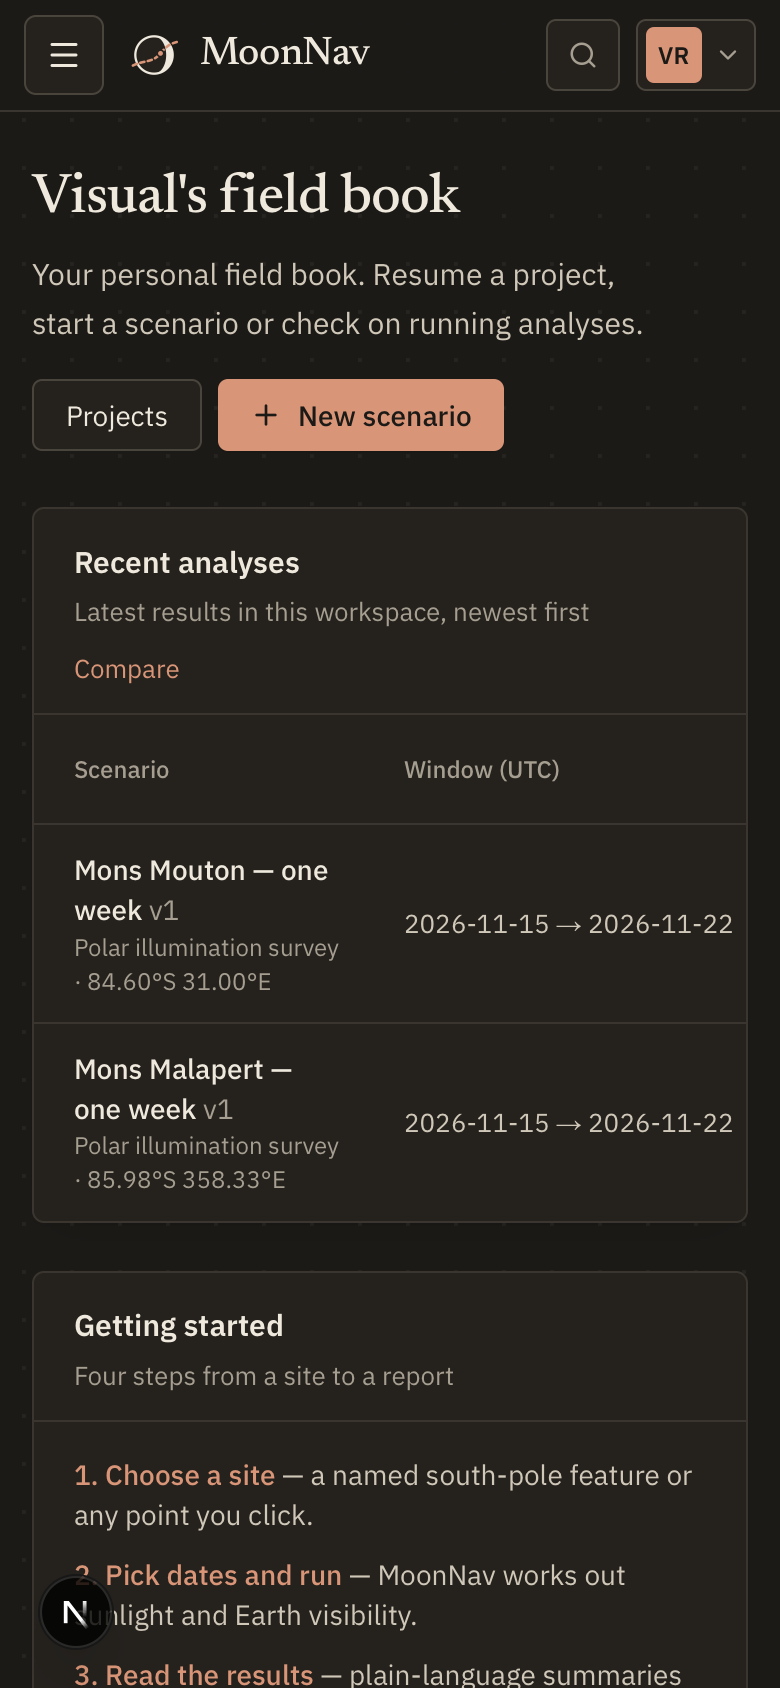 MoonNav
VR
Visual's field book
Your personal field book. Resume a project,
start a scenario or check on running analyses.
Projects
+ New scenario
Recent analyses
Latest results in this workspace, newest first
Compare
Scenario
Window (UTC)
Mons Mouton — one
week v1
Polar illumination survey
· 84.60°S 31.00°E
2026-11-15 → 2026-11-22
Mons Malapert —
one week v1
Polar illumination survey
· 85.98°S 358.33°E
2026-11-15 → 2026-11-22
Getting started
Four steps from a site to a report
1. Choose a site — a named south-pole feature or
any point you click.
2. Pick dates and run — MoonNav works out
sunlight and Earth visibility.
N
3. Read the results — plain-language summaries